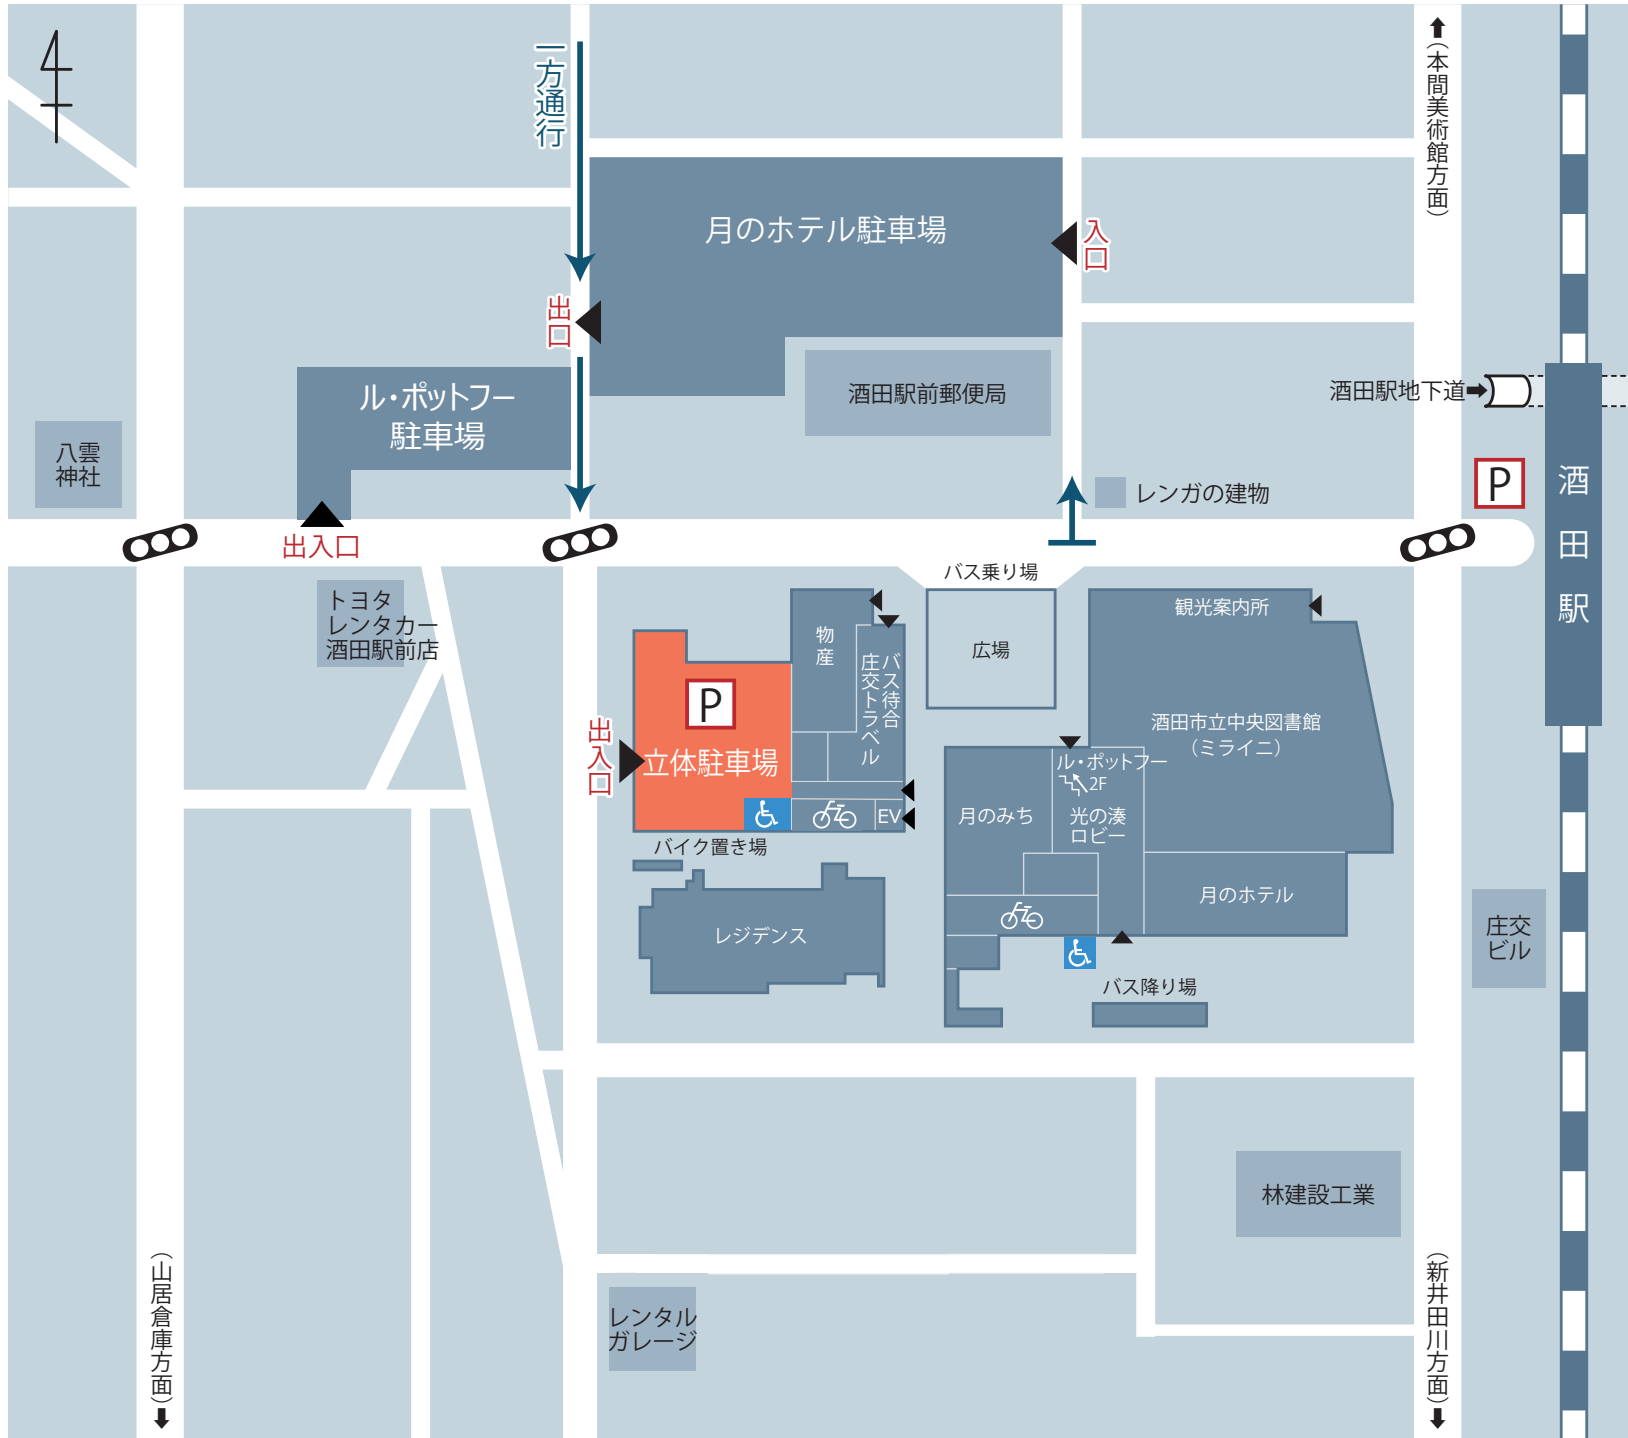 一方通行
(本間美術館方面)
月のホテル駐車場
入口
出口
ル・ポットフー
駐車場
酒田駅前郵便局
酒田駅地下道
八雲
神社
P
酒田駅
レンガの建物
出入口
バス乗り場
トヨタ
レンタカー
酒田駅前店
物産
バス待合
庄交トラベル
広場
観光案内所
P
出入口
立体駐車場
酒田市立中央図書館
(ミライニ)
ル・ポットフー
2F
月のみち
光の湊
ロビー
EV
バイク置き場
月のホテル
レジデンス
庄交
ビル
バス降り場
林建設工業
(山居倉庫方面)
(新井田川方面)
レンタル
ガレージ